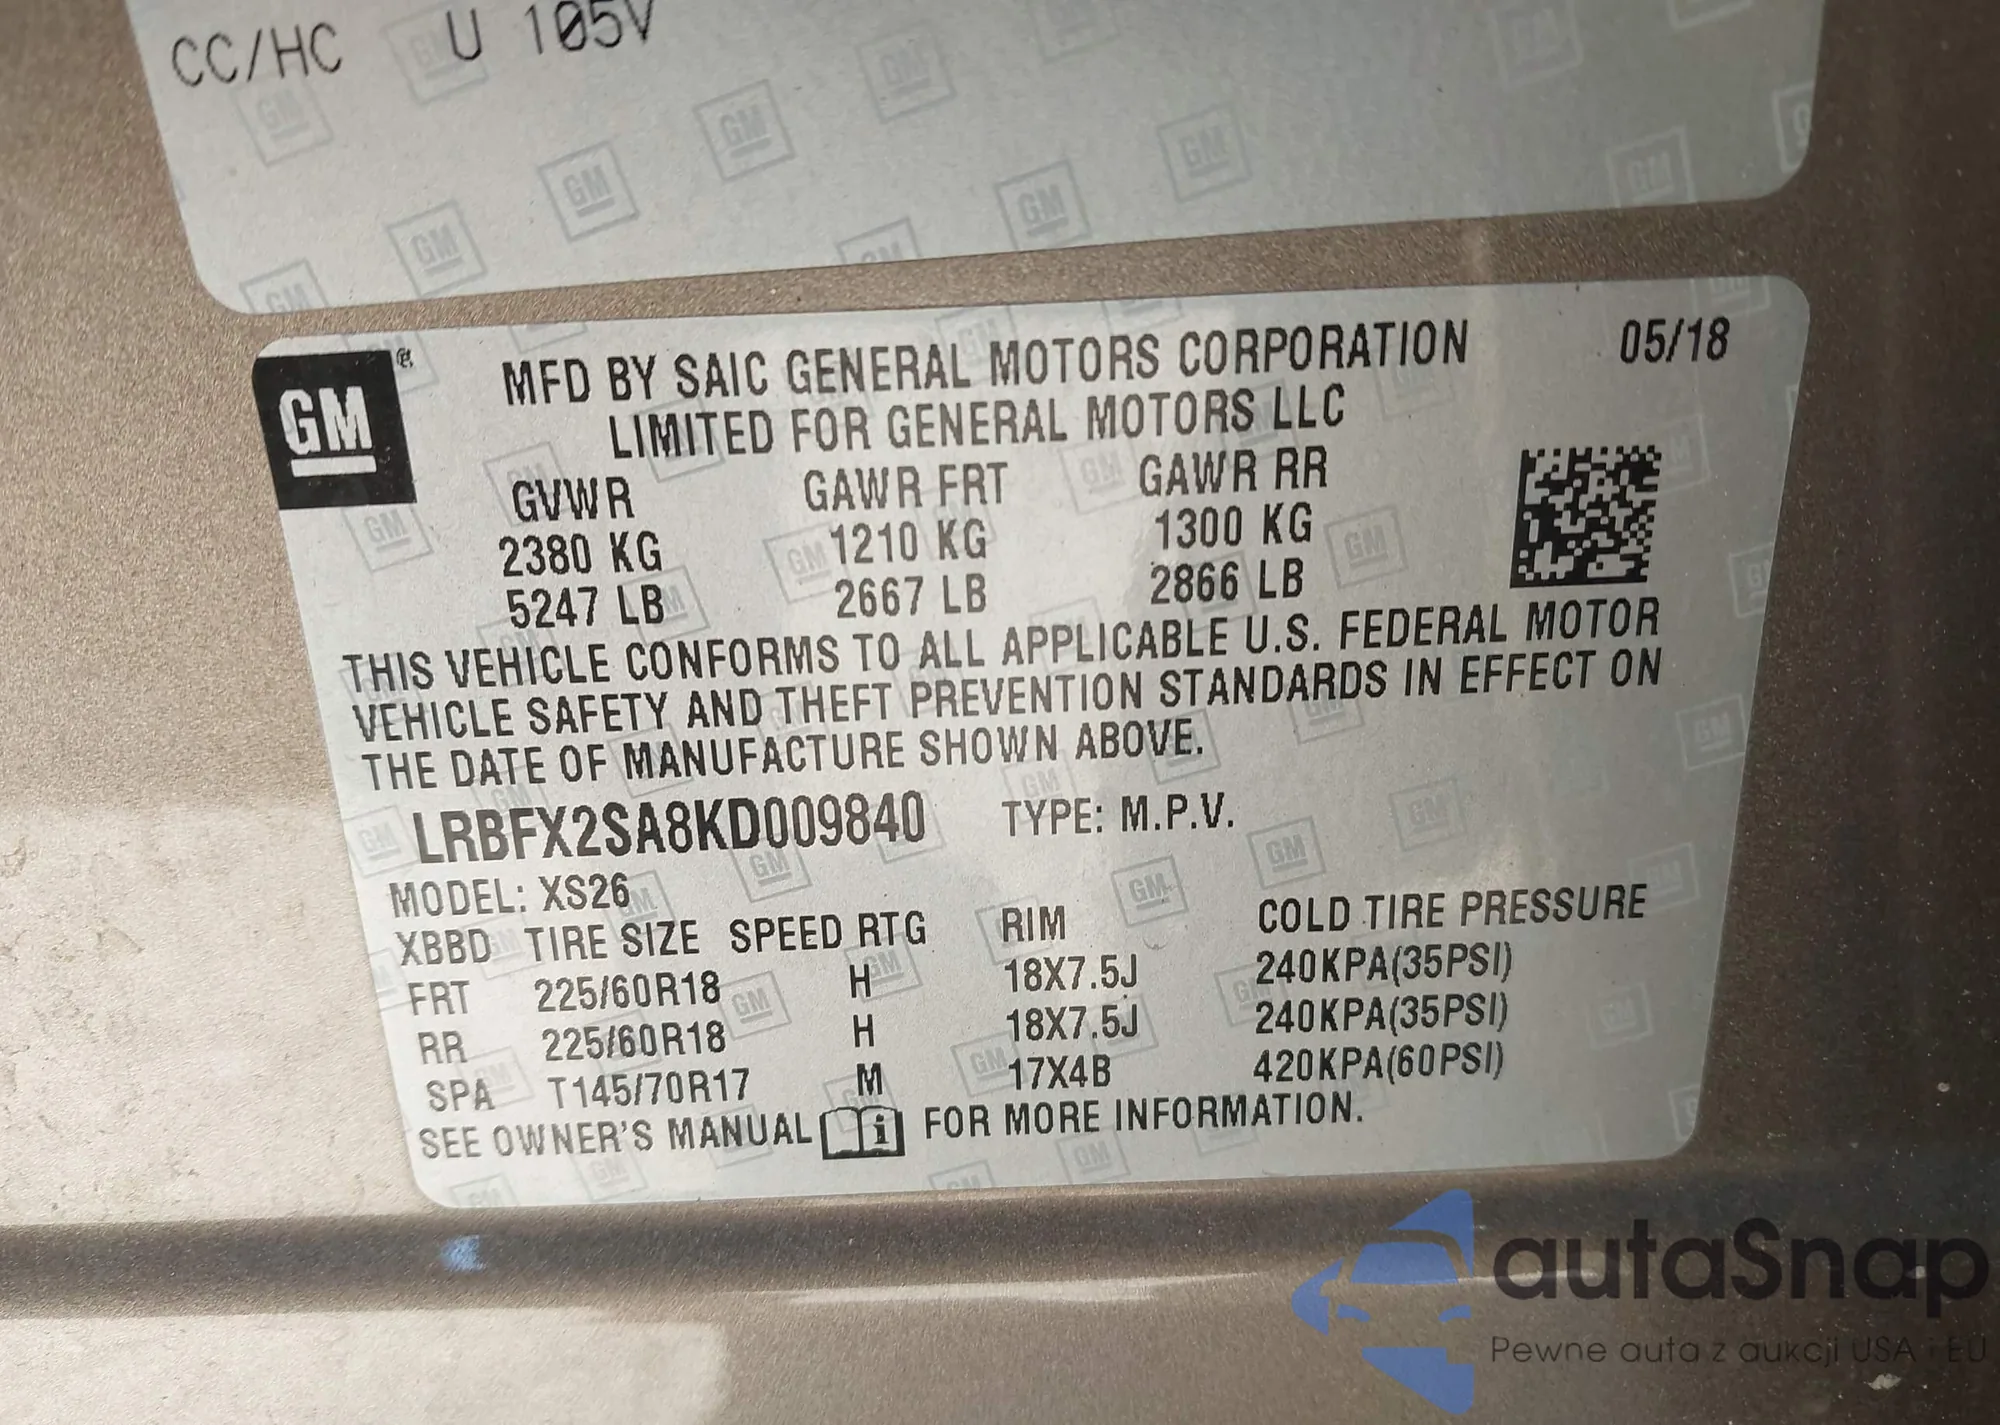 CC/HC U 105V
GM ® MFD BY SAIC GENERAL MOTORS CORPORATION 05/18
LIMITED FOR GENERAL MOTORS LLC
GVWR GAWR FRT GAWR RR
2380 KG 1210 KG 1300 KG
5247 LB 2667 LB 2866 LB
THIS VEHICLE CONFORMS TO ALL APPLICABLE U.S. FEDERAL MOTOR
VEHICLE SAFETY AND THEFT PREVENTION STANDARDS IN EFFECT ON
THE DATE OF MANUFACTURE SHOWN ABOVE.
LRBFX2SA8KD009840 TYPE: M.P.V.
MODEL: XS26
XBBD TIRE SIZE SPEED RTG RIM COLD TIRE PRESSURE
FRT 225/60R18 H 18X7.5J 240KPA(35PSI)
RR 225/60R18 H 18X7.5J 240KPA(35PSI)
SPA T145/70R17 M 17X4B 420KPA(60PSI)
SEE OWNER'S MANUAL i FOR MORE INFORMATION.
autaSnap
Pewne auta z aukcji USA i EU